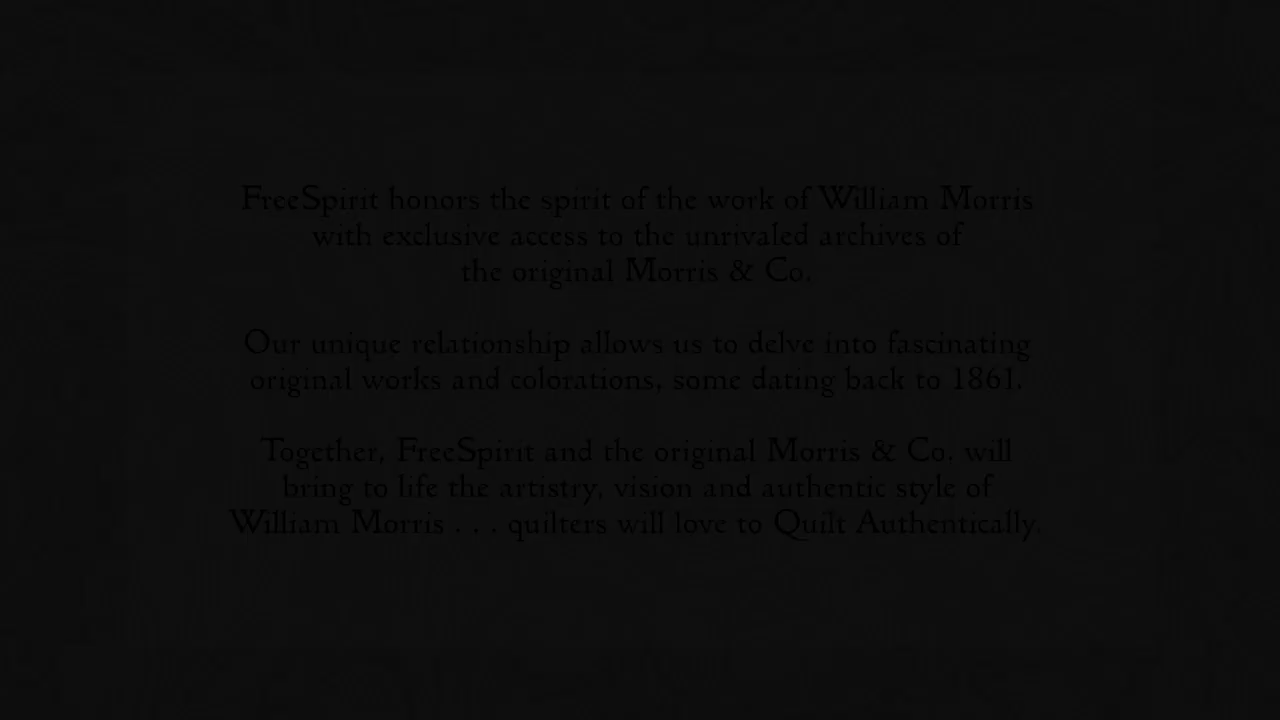 FreeSpirit honors the spirit of the work of William Morris
with exclusive access to the unrivaled archives of
the original Morris & Co.
Our unique relationship allows us to delve into fascinating
original works and colorations, some dating back to 1861.
Together, FreeSpirit and the original Morris & Co. will
bring to life the artistry, vision and authentic style of
William Morris . . . quilters will love to Quilt Authentically.